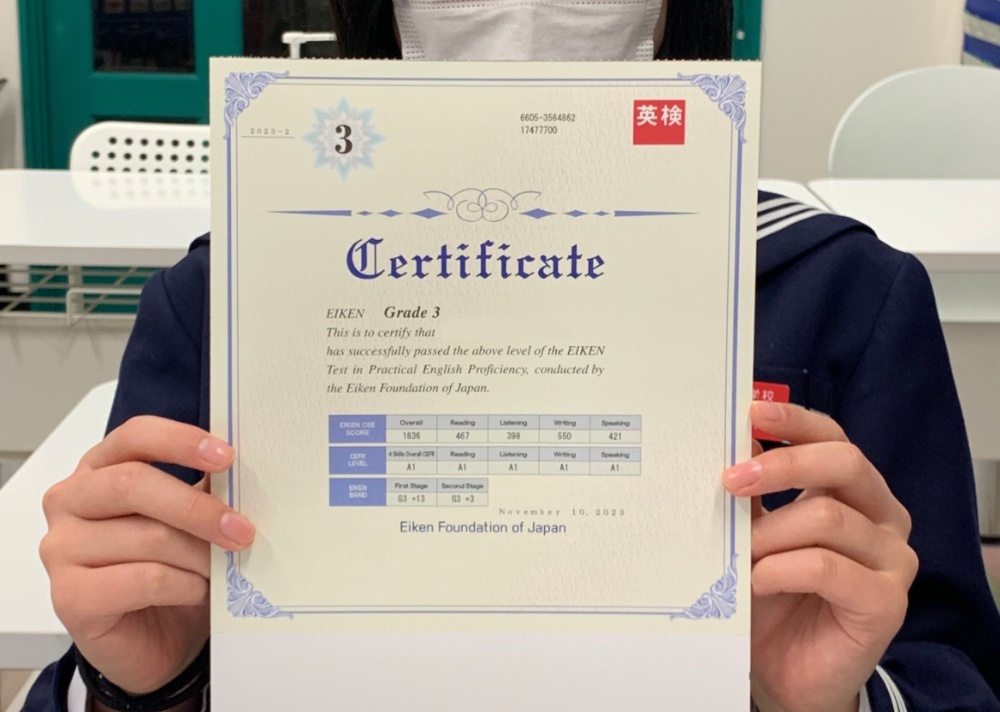 2023-2
3
6605-3564862
17477700
英検
Certificate
EIKEN Grade 3
This is to certify that
has successfully passed the above level of the EIKEN
Test in Practical English Proficiency, conducted by
the Eiken Foundation of Japan.
EIKEN CSE SCORE Overall Reading Listening Writing Speaking
1836 467 398 550 421
CEFR LEVEL 4 Skills Overall CEFR Reading Listening Writing Speaking
A1 A1 A1 A1 A1
EIKEN BAND First Stage Second Stage
G3 +13 G3 +3
November 10, 2023
Eiken Foundation of Japan
学校